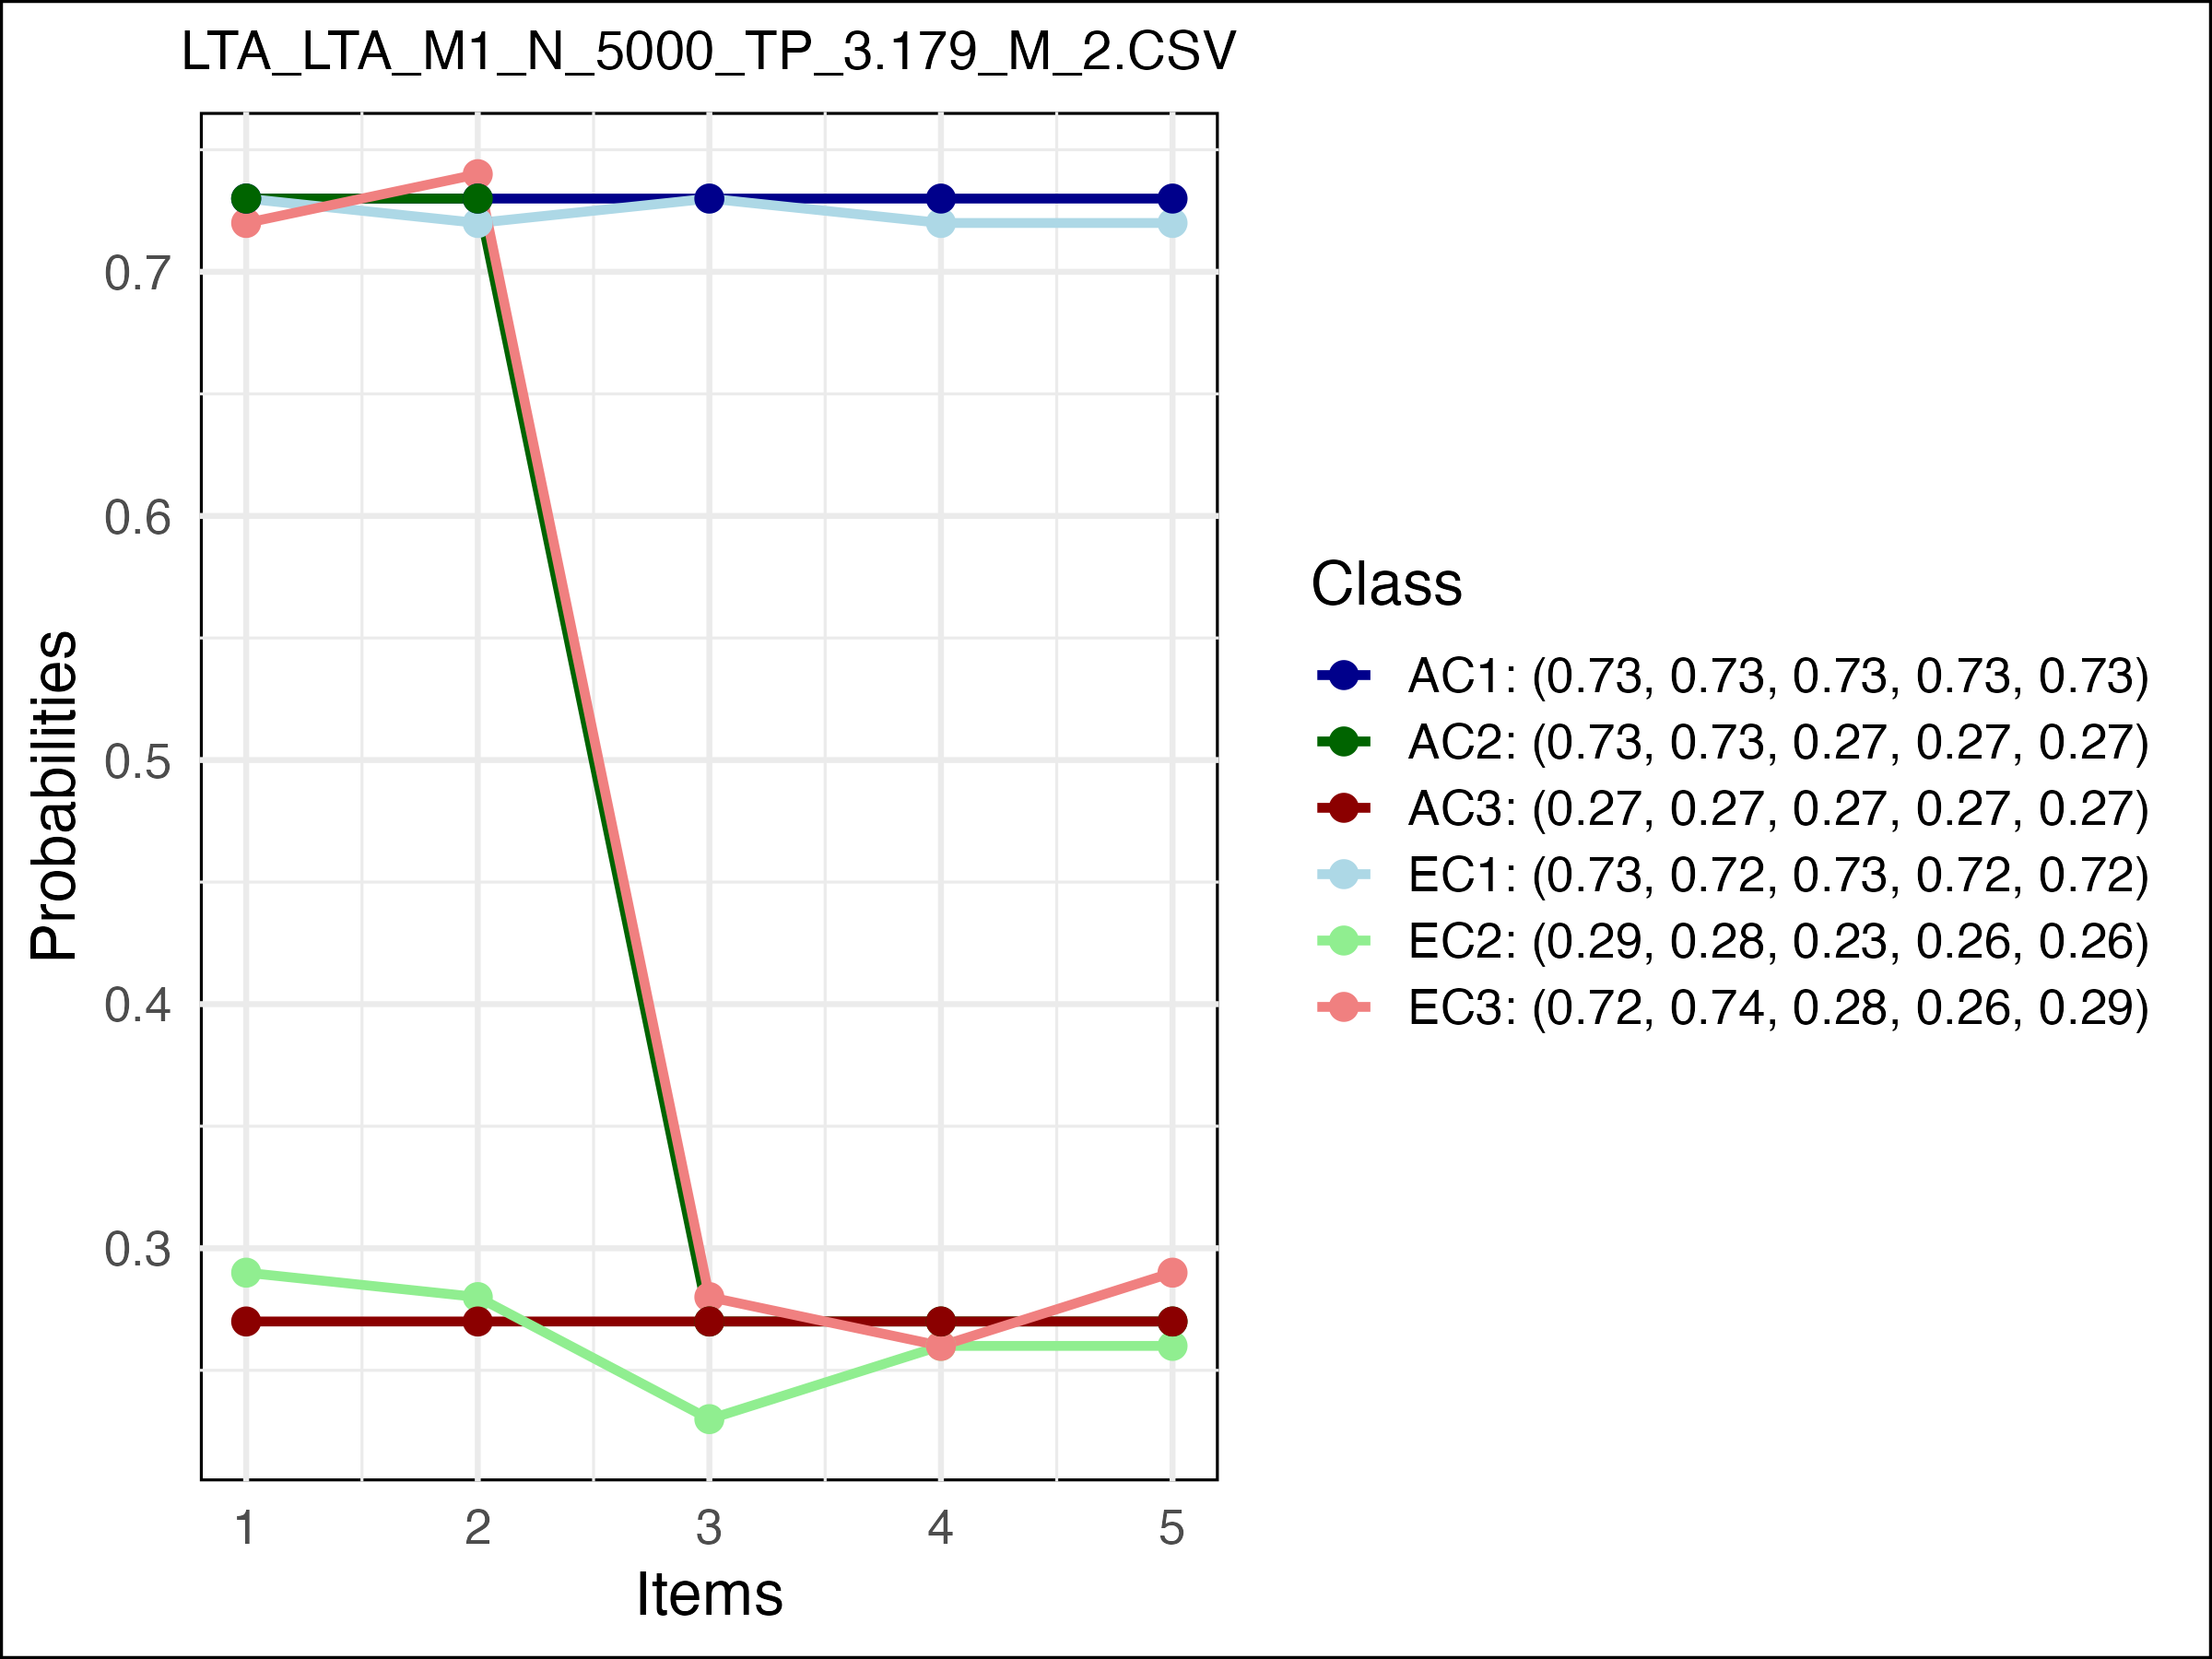 LTA_LTA_M1_N_5000_TP_3.179_M_2.CSV
Probabilities
0.7
0.6
0.5
0.4
0.3
1 2 3 4 5
Items
Class
AC1: (0.73, 0.73, 0.73, 0.73, 0.73)
AC2: (0.73, 0.73, 0.27, 0.27, 0.27)
AC3: (0.27, 0.27, 0.27, 0.27, 0.27)
EC1: (0.73, 0.72, 0.73, 0.72, 0.72)
EC2: (0.29, 0.28, 0.23, 0.26, 0.26)
EC3: (0.72, 0.74, 0.28, 0.26, 0.29)